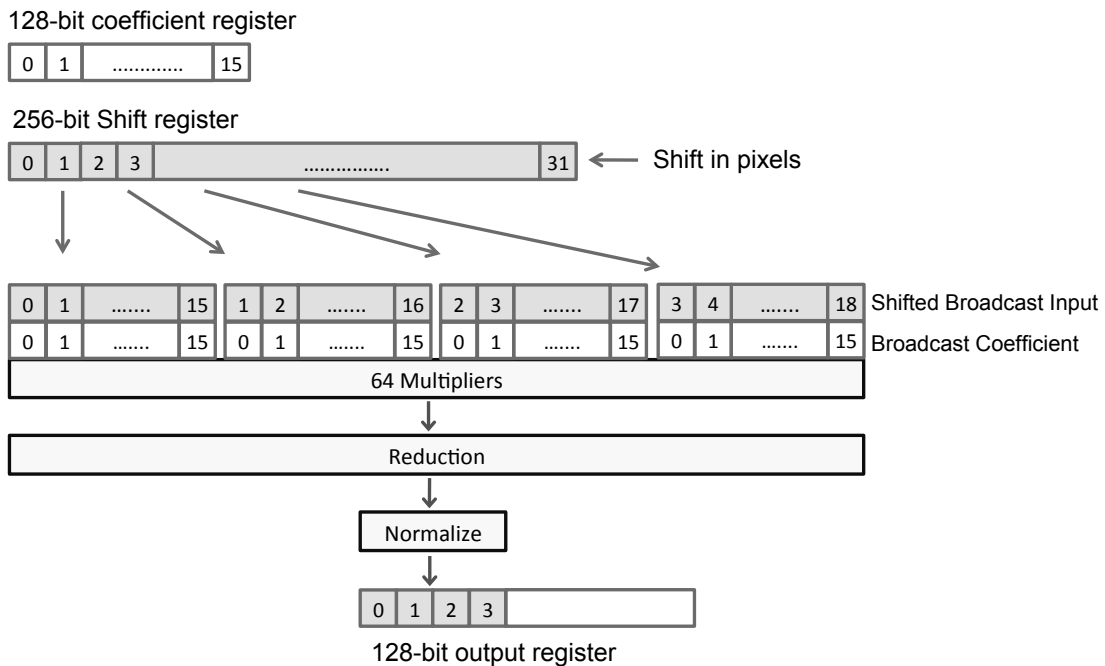 128-bit coefficient register
0 1 ............. 15
256-bit Shift register
0 1 2 3 ................ 31 Shift in pixels
0 1 ....... 15 1 2 ....... 16 2 3 ....... 17 3 4 ....... 18 Shifted Broadcast Input
0 1 ....... 15 0 1 ....... 15 0 1 ....... 15 0 1 ....... 15 Broadcast Coefficient
64 Multipliers
Reduction
Normalize
0 1 2 3
128-bit output register